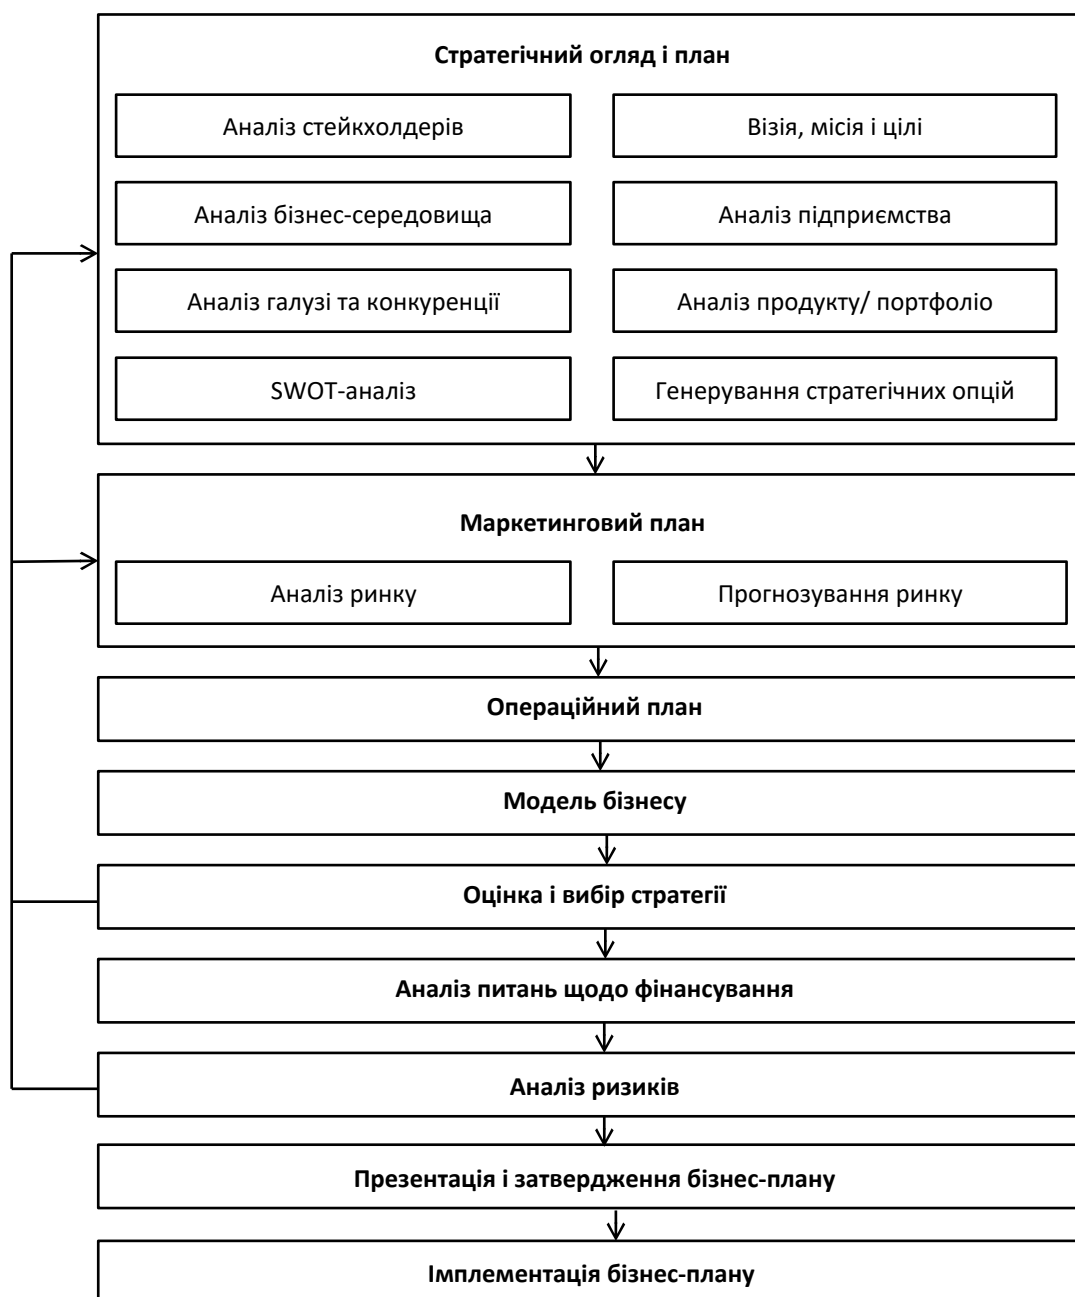 Стратегічний огляд і план
Аналіз стейкхолдерів
Візія, місія і цілі
Аналіз бізнес-середовища
Аналіз підприємства
Аналіз галузі та конкуренції
Аналіз продукту/ портфоліо
SWOT-аналіз
Генерування стратегічних опцій
Маркетинговий план
Аналіз ринку
Прогнозування ринку
Операційний план
Модель бізнесу
Оцінка і вибір стратегії
Аналіз питань щодо фінансування
Аналіз ризиків
Презентація і затвердження бізнес-плану
Імплементація бізнес-плану